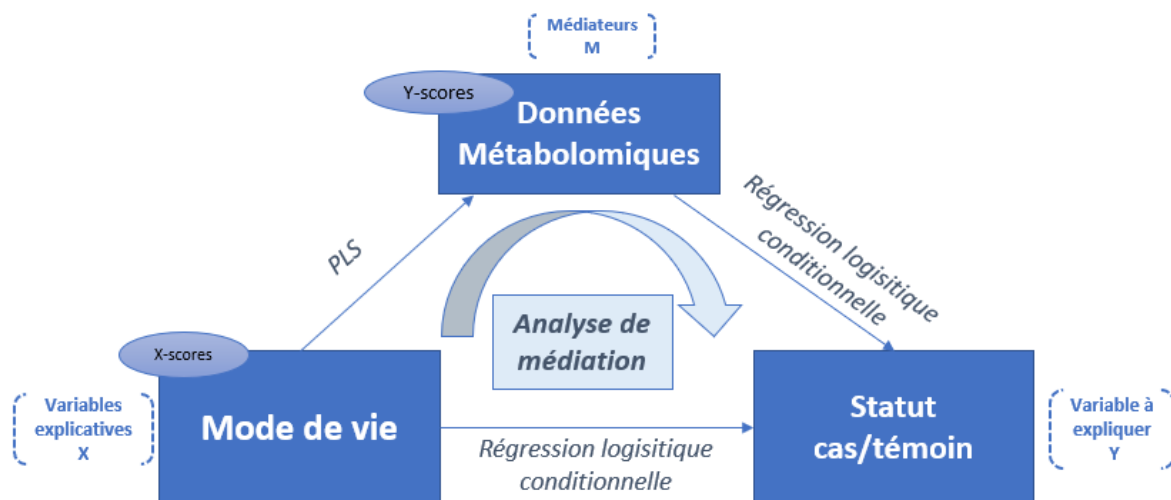 Médiateurs
M
Y-scores
Données
Métabolomiques
PLS
Régression logisitique
conditionnelle
Analyse de
médiation
X-scores
Variables
explicatives
X
Mode de vie
Régression logisitique
conditionnelle
Statut
cas/témoin
Variable à
expliquer
Y